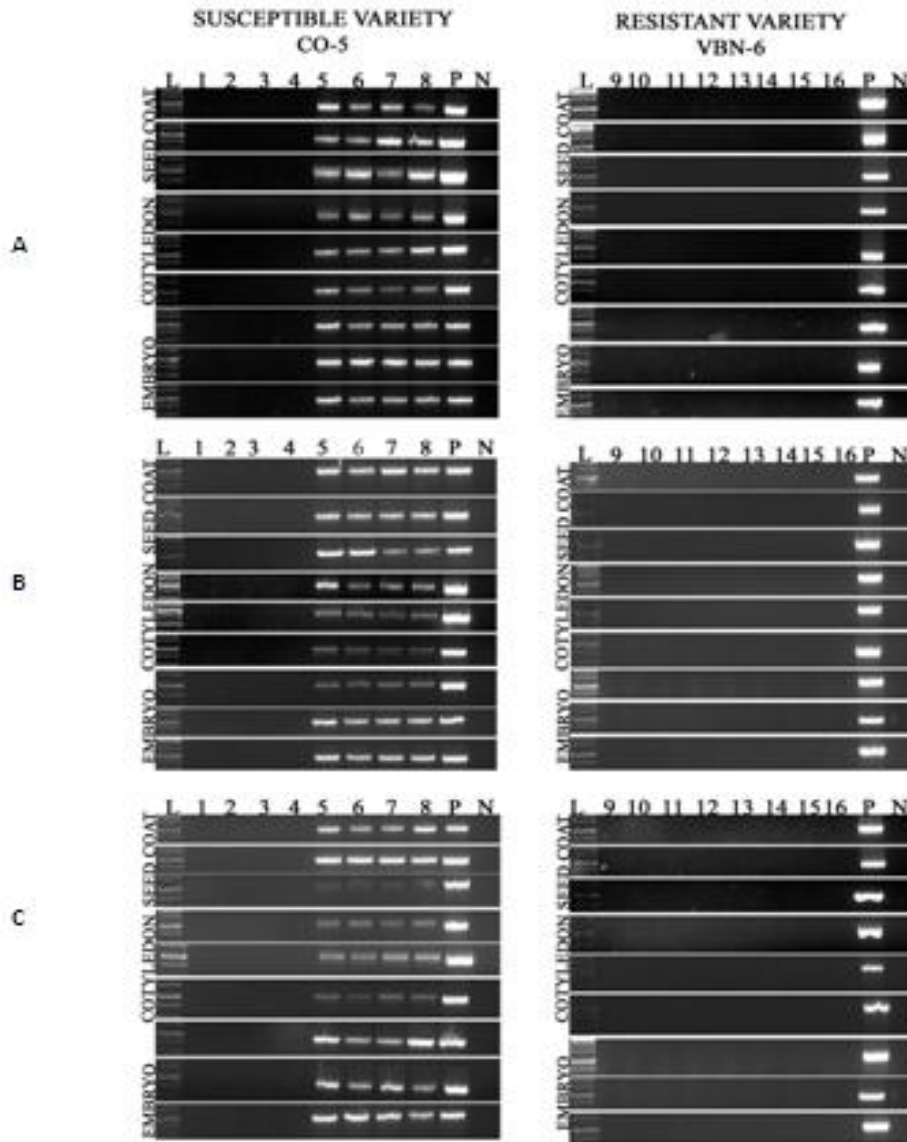 SUSCEPTIBLE VARIETY
CO-5
RESISTANT VARIETY
VBN-6
L 1 2 3 4 5 6 7 8 P N
L 9 10 11 12 13 14 15 16 P N
A
SEED COAT
COTYLEDON
EMBRYO
SEED COAT
COTYLEDON
EMBRYO
L 1 2 3 4 5 6 7 8 P N
L 9 10 11 12 13 14 15 16 P N
B
SEED COAT
COTYLEDON
EMBRYO
SEED COAT
COTYLEDON
EMBRYO
L 1 2 3 4 5 6 7 8 P N
L 9 10 11 12 13 14 15 16 P N
C
SEED COAT
COTYLEDON
EMBRYO
SEED COAT
COTYLEDON
EMBRYO